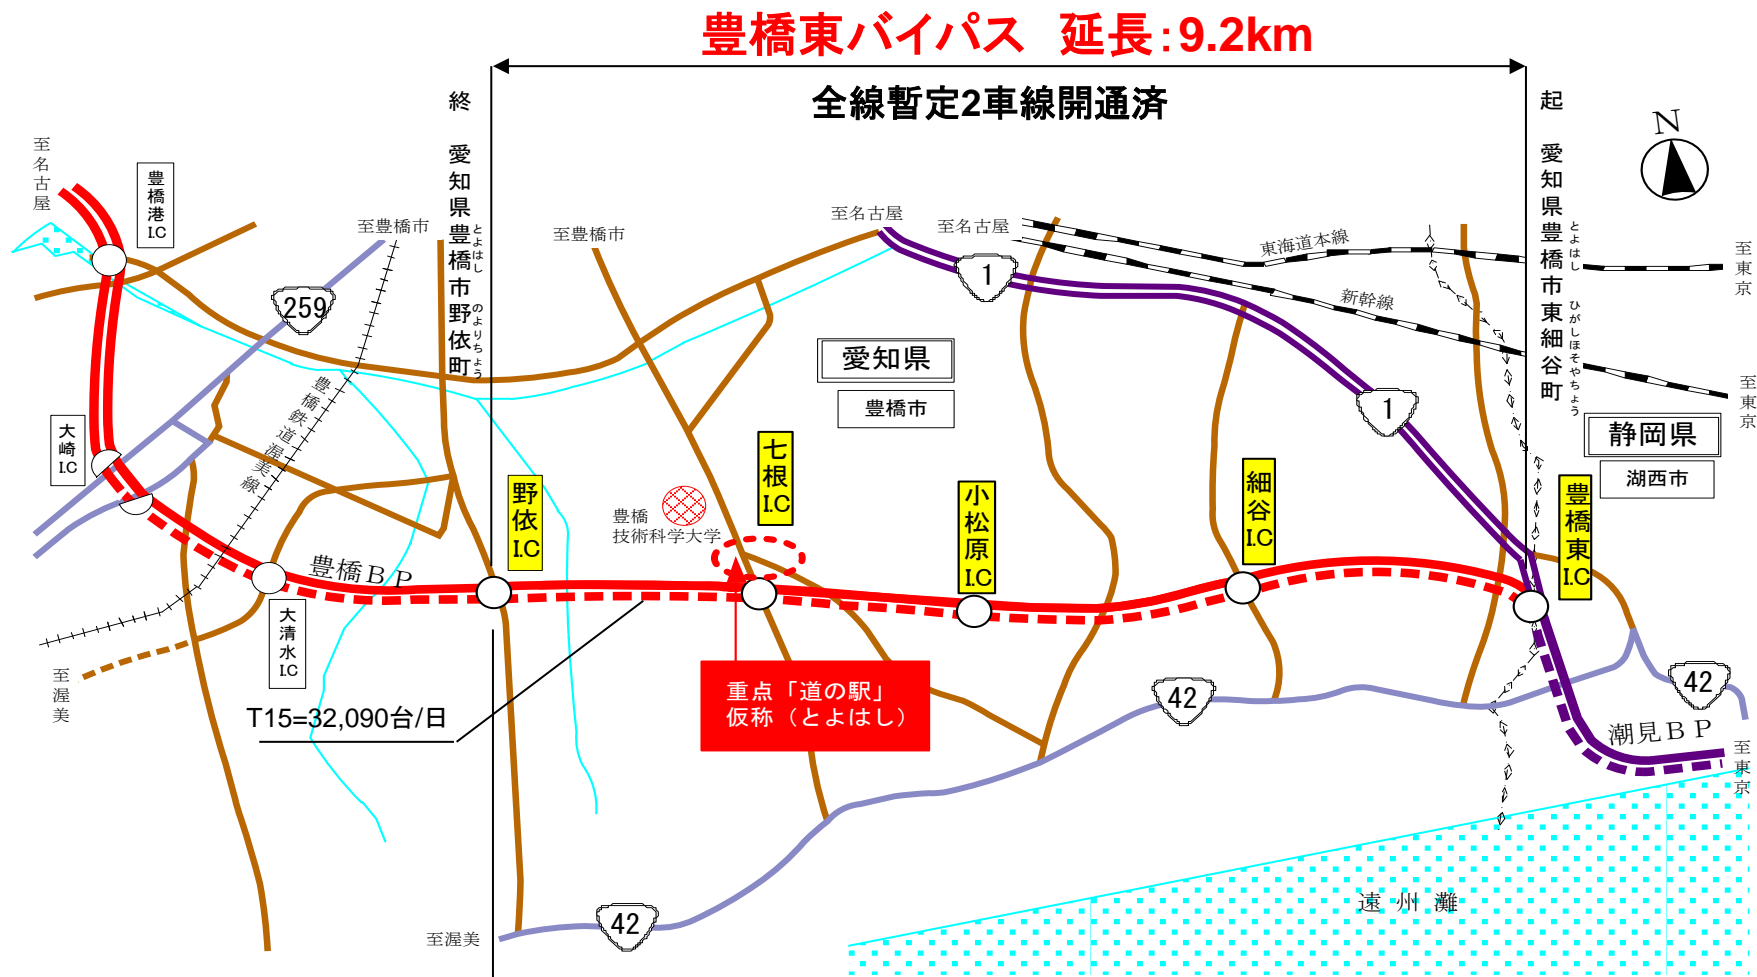 豊橋東バイパス 延長:9.2km
全線暫定2車線開通済
終 愛知県豊橋市野依町
とよはし
のよりちょう
起 愛知県豊橋市東細谷町
とよはし
ひがしほそやちょう
N
至名古屋
豊橋港I.C
至豊橋市
至豊橋市
至名古屋
至名古屋
東海道本線
新幹線
至東京
至東京
259
1
1
愛知県
豊橋市
静岡県
湖西市
豊橋鉄道渥美線
大崎I.C
野依I.C
七根I.C
小松原I.C
細谷I.C
豊橋東I.C
豊橋
技術科学大学
豊橋BP
大清水I.C
至渥美
T15=32,090台/日
重点「道の駅」
仮称(とよはし)
42
42
42
潮見BP
至東京
遠州灘
至渥美